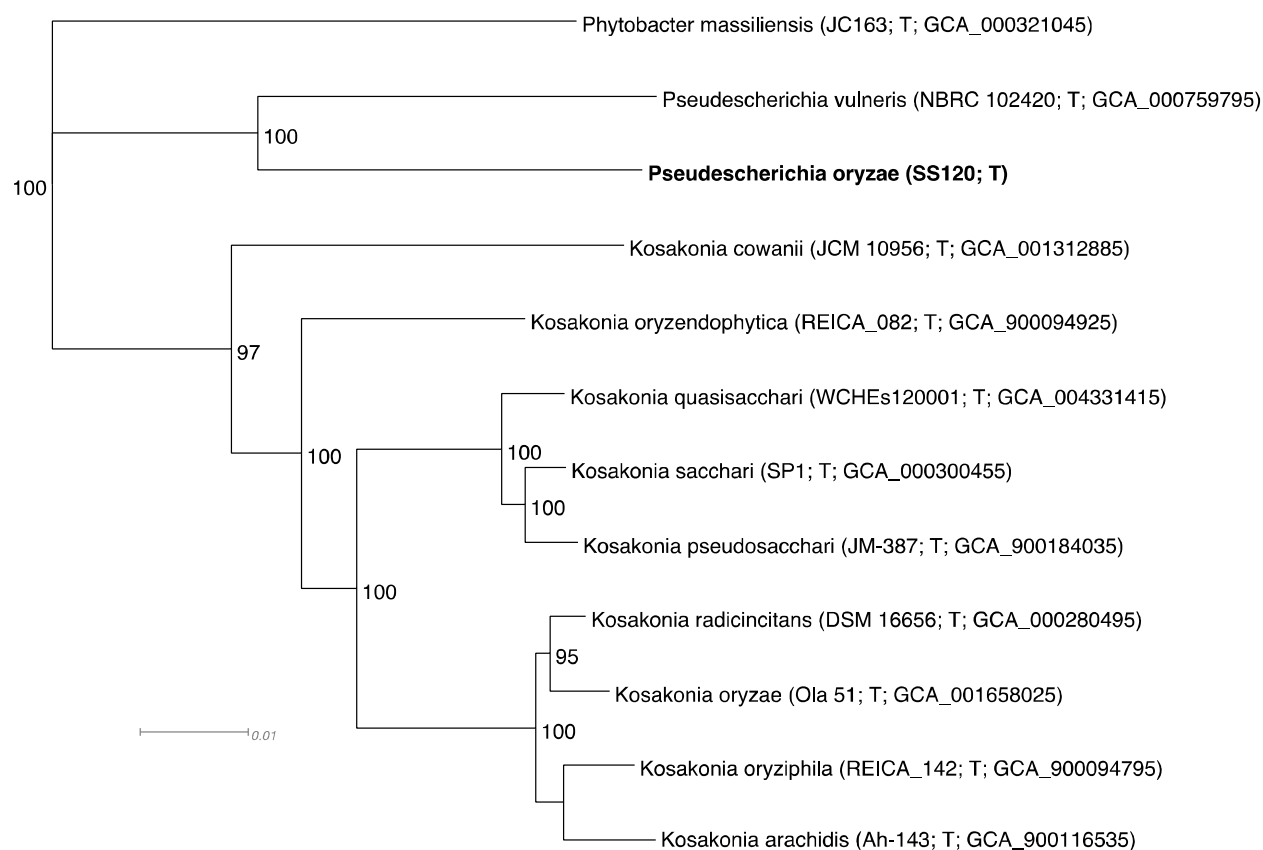 Phytobacter massiliensis (JC163; T; GCA_000321045)
Pseudescherichia vulneris (NBRC 102420; T; GCA_000759795)
100
Pseudescherichia oryzae (SS120; T)
100
Kosakonia cowanii (JCM 10956; T; GCA_001312885)
Kosakonia oryzendophytica (REICA_082; T; GCA_900094925)
97
Kosakonia quasisacchari (WCHEs120001; T; GCA_004331415)
100
100
Kosakonia sacchari (SP1; T; GCA_000300455)
100
Kosakonia pseudosacchari (JM-387; T; GCA_900184035)
100
Kosakonia radicincitans (DSM 16656; T; GCA_000280495)
95
Kosakonia oryzae (Ola 51; T; GCA_001658025)
100
0.01
Kosakonia oryziphila (REICA_142; T; GCA_900094795)
Kosakonia arachidis (Ah-143; T; GCA_900116535)